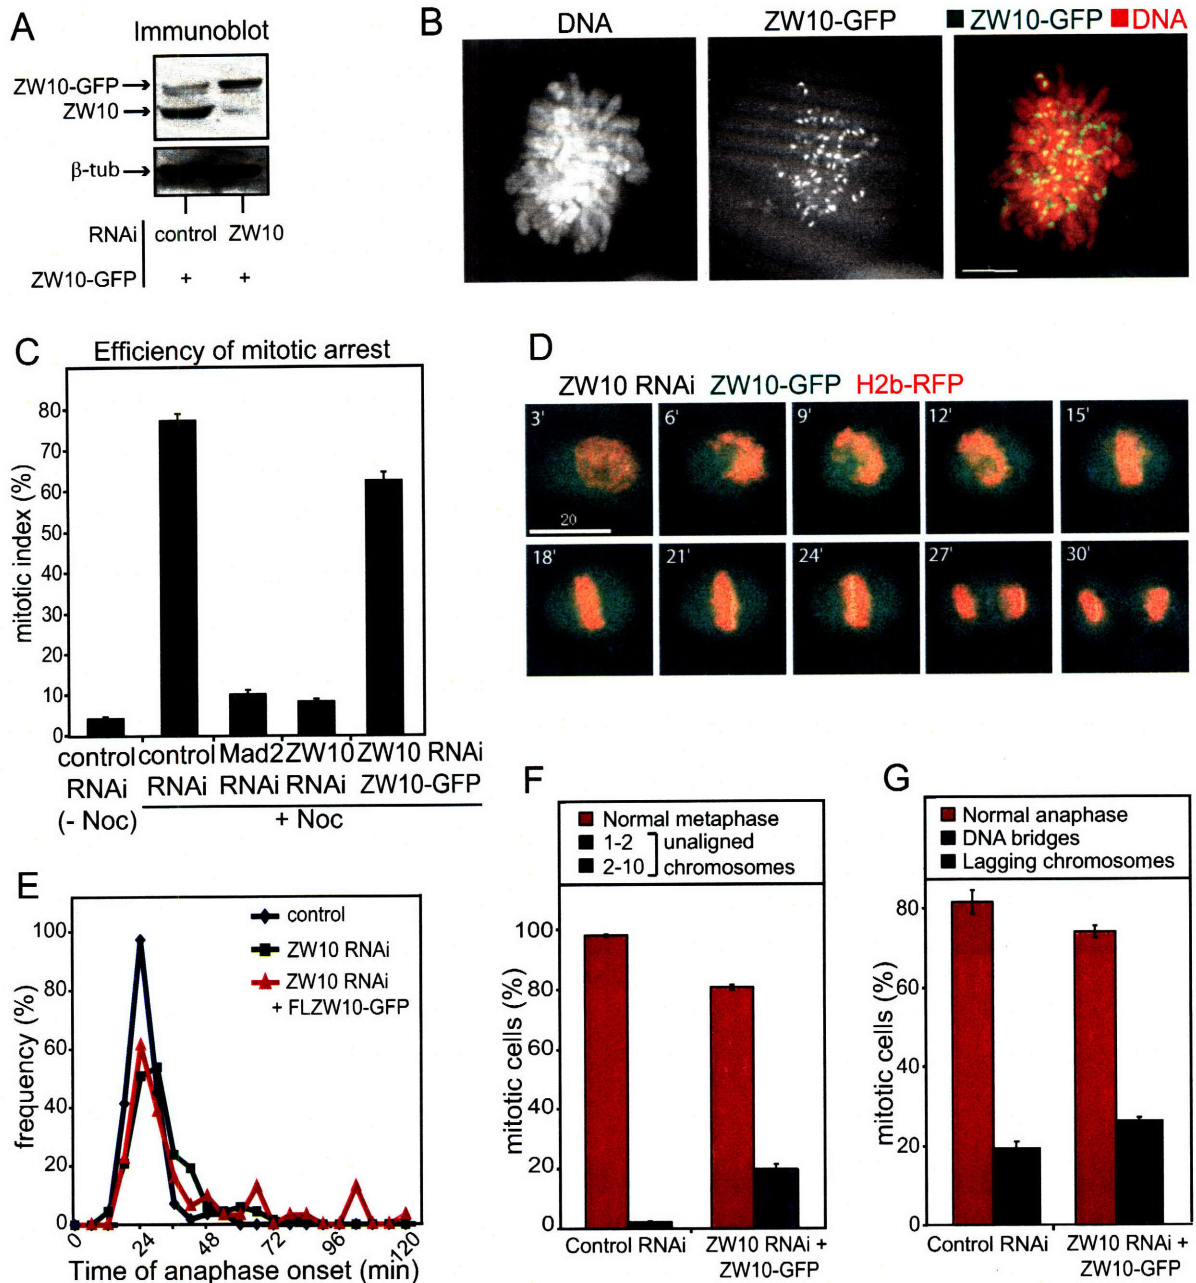 A
Immunoblot
ZW10-GFP
ZW10
β-tub
RNAi control ZW10
ZW10-GFP + +
B
DNA
ZW10-GFP
ZW10-GFP DNA
C
Efficiency of mitotic arrest
mitotic index (%)
80
70
60
50
40
30
20
10
0
control control Mad2 ZW10 ZW10 RNAi
RNAi RNAi RNAi RNAi ZW10-GFP
(- Noc) + Noc
D
ZW10 RNAi ZW10-GFP H2b-RFP
3' 6' 9' 12' 15'
20
18' 21' 24' 27' 30'
E
control
ZW10 RNAi
ZW10 RNAi
+ FLZW10-GFP
frequency (%)
100
80
60
40
20
0
0 24 48 72 96 120
Time of anaphase onset (min)
F
Normal metaphase
1-2 unaligned
2-10 chromosomes
mitotic cells (%)
100
80
60
40
20
0
Control RNAi ZW10 RNAi +
ZW10-GFP
G
Normal anaphase
DNA bridges
Lagging chromosomes
mitotic cells (%)
80
60
40
20
0
Control RNAi ZW10 RNAi +
ZW10-GFP